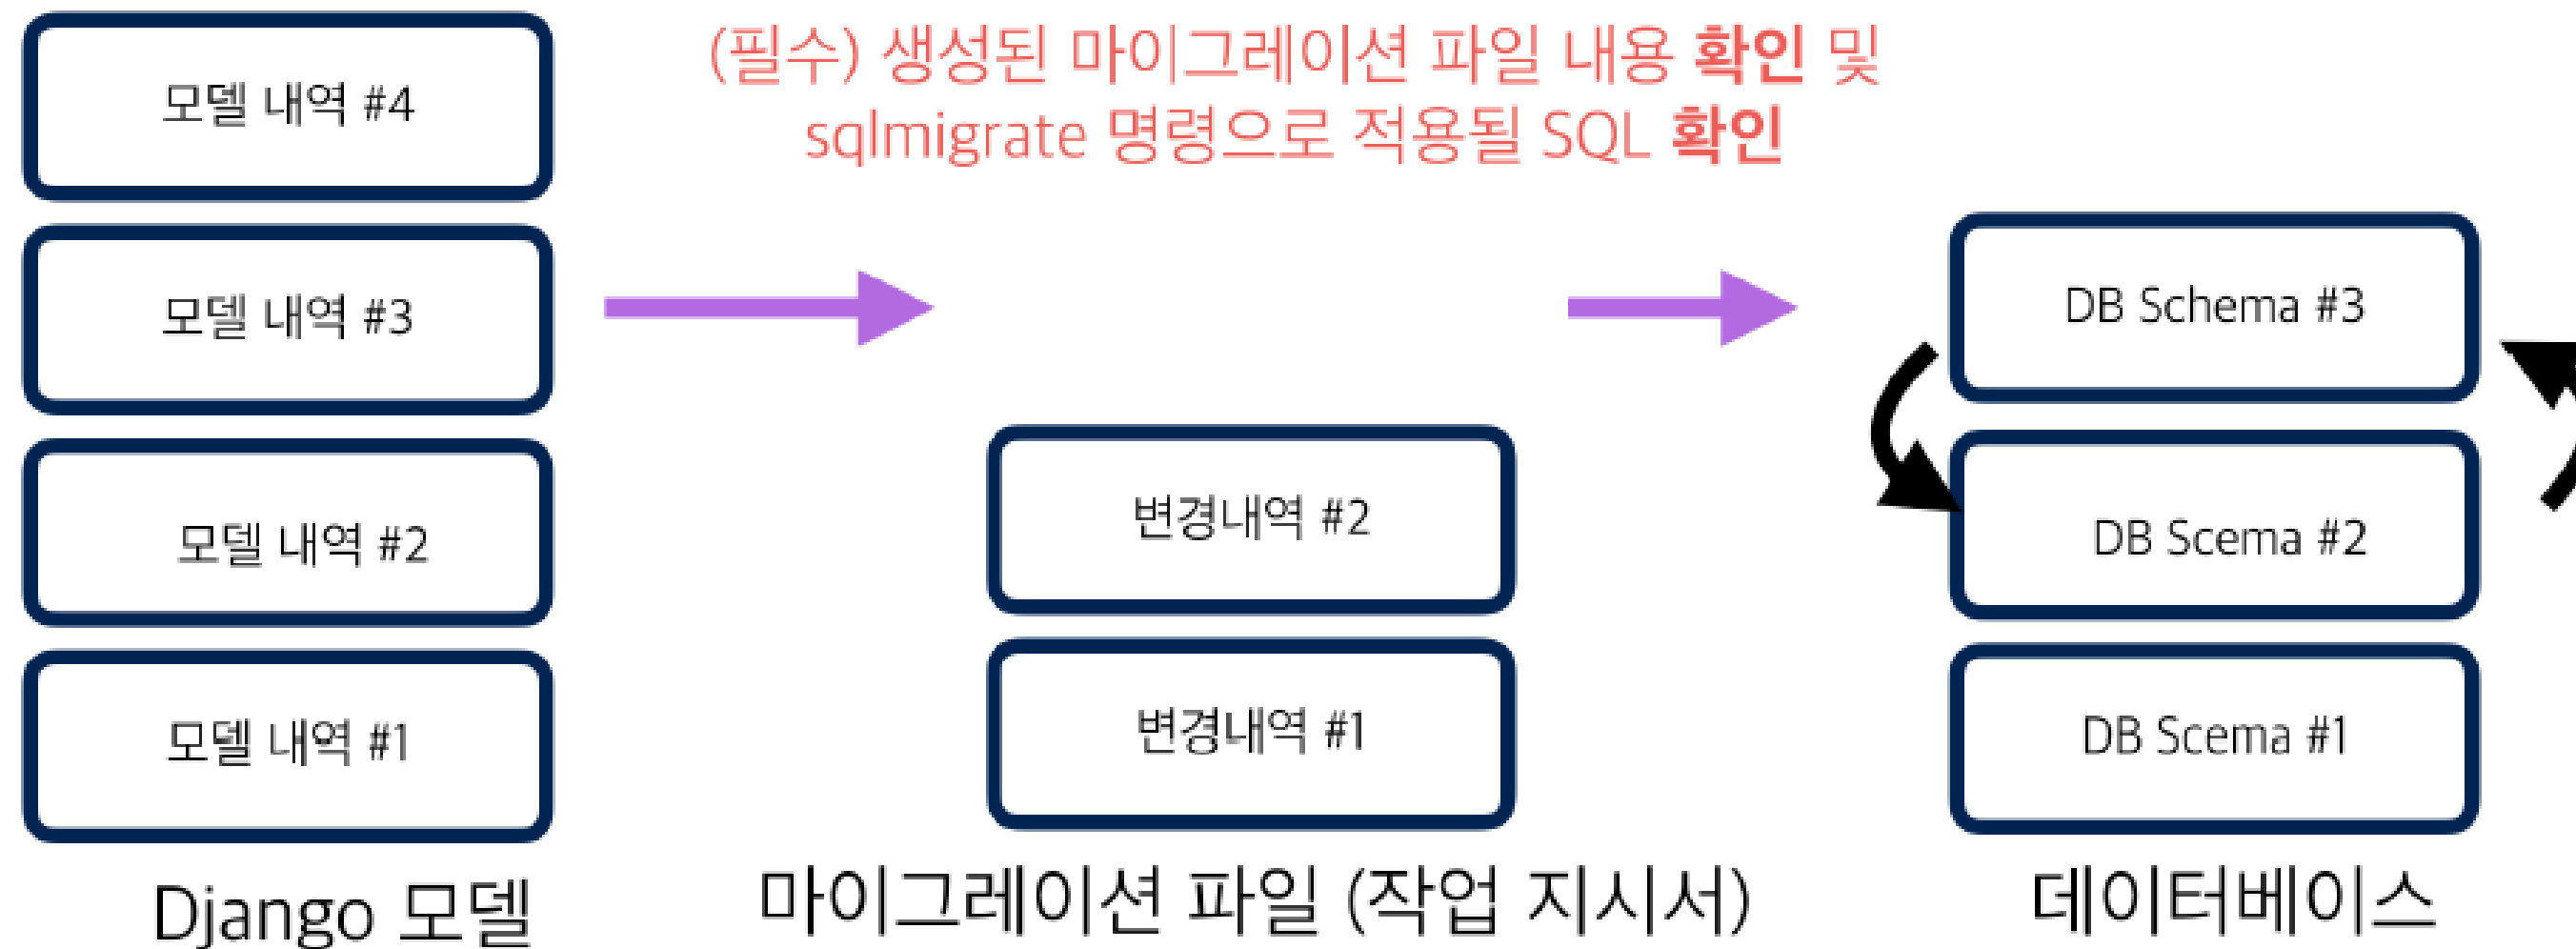 (필수) 생성된 마이그레이션 파일 내용 확인 및
sqlmigrate 명령으로 적용될 SQL 확인
모델 내역 #4
모델 내역 #3
모델 내역 #2
모델 내역 #1
Django 모델
변경내역 #2
변경내역 #1
마이그레이션 파일 (작업 지시서)
DB Schema #3
DB Scema #2
DB Scema #1
데이터베이스